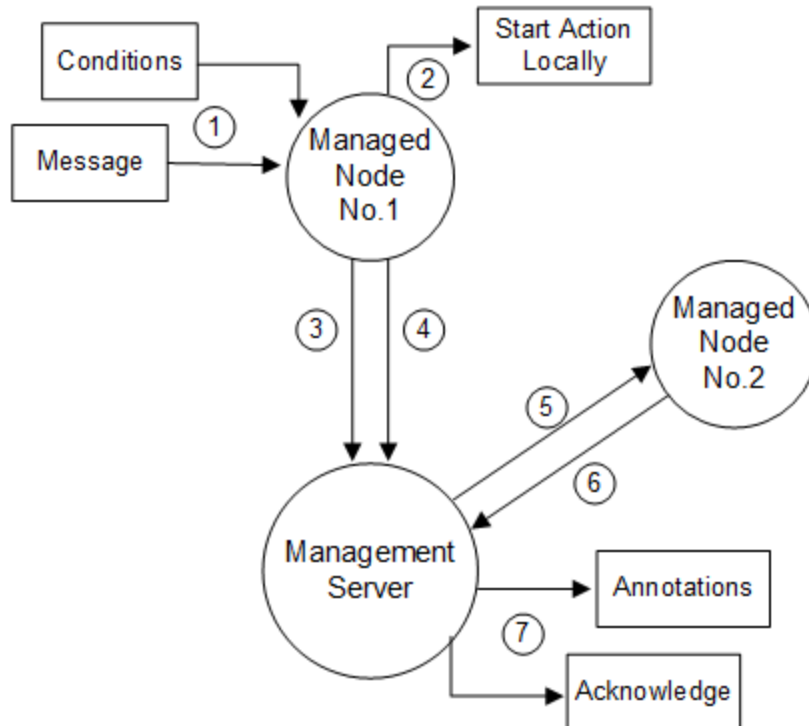 Start Action
Locally
Conditions
2
1
Message
Managed
Node
No.1
3
4
Managed
Node
No.2
5
6
Management
Server
Annotations
7
Acknowledge